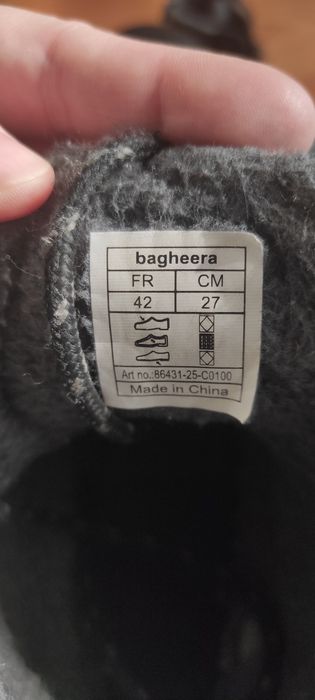 bagheera
FR CM
42 27
Art no.:86431-25-C0100
Made in China